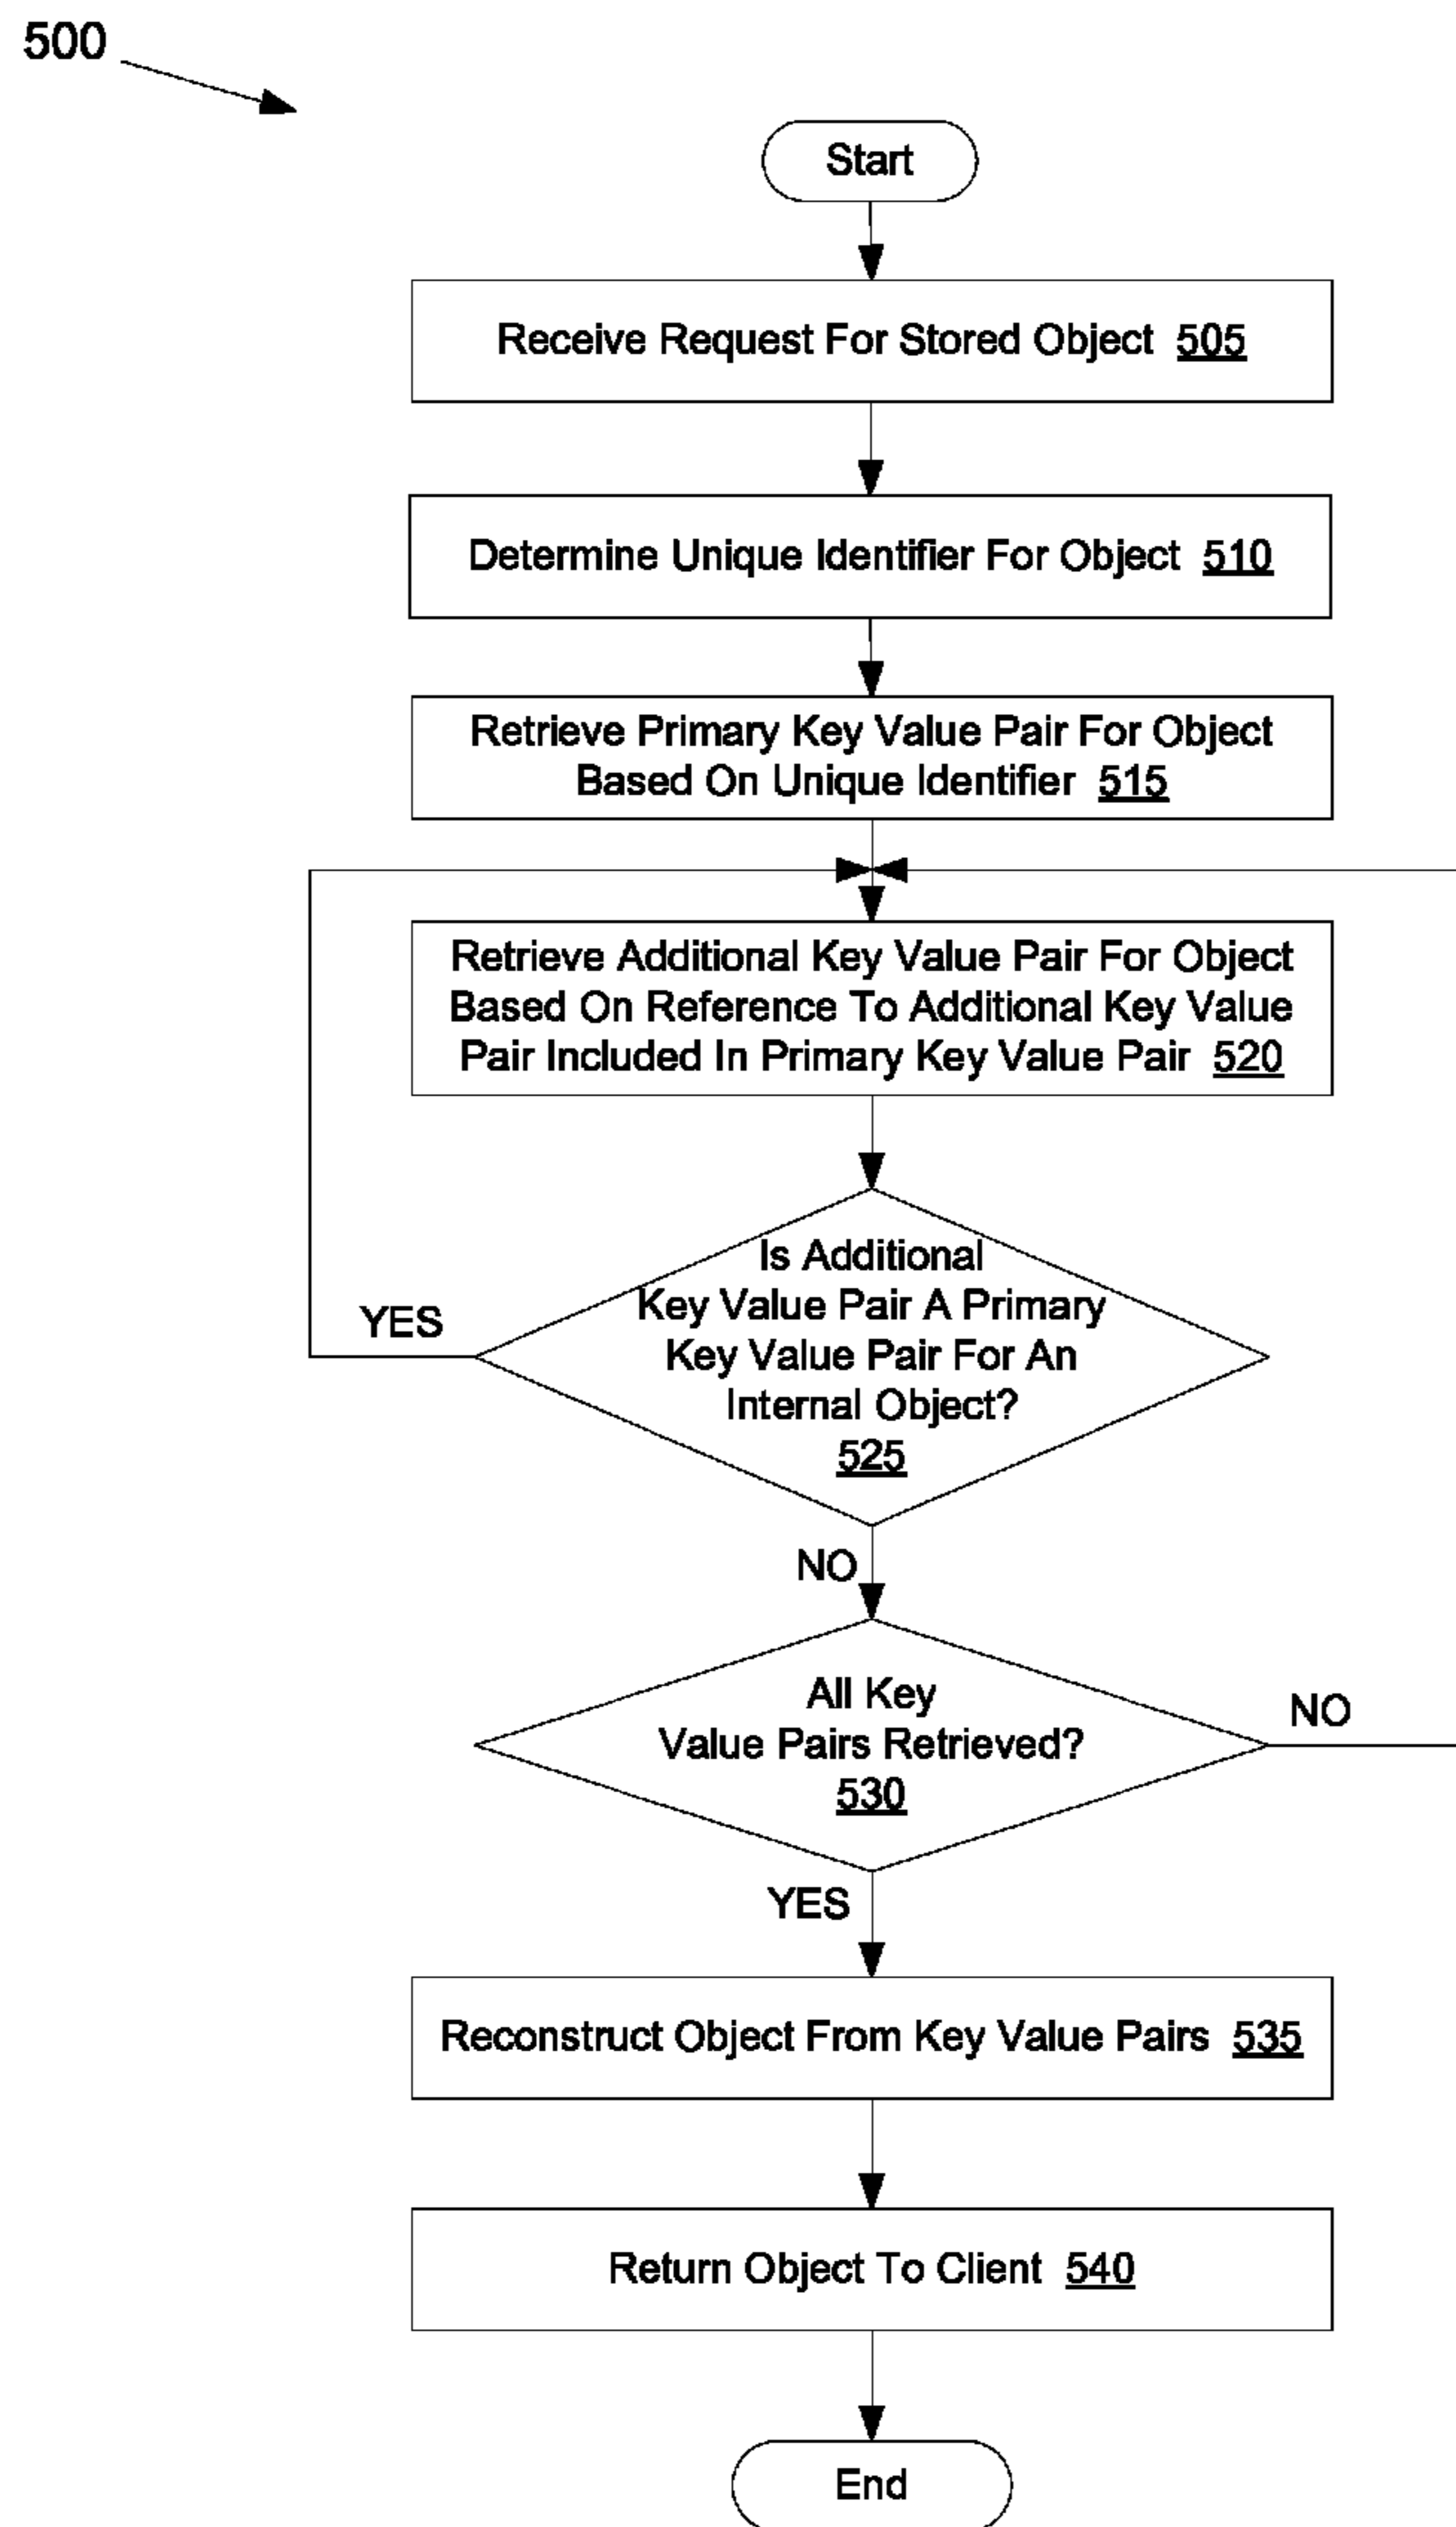 500
Start
Receive Request For Stored Object 505
Determine Unique Identifier For Object 510
Retrieve Primary Key Value Pair For Object
Based On Unique Identifier 515
Retrieve Additional Key Value Pair For Object
Based On Reference To Additional Key Value
Pair Included In Primary Key Value Pair 520
Is Additional
Key Value Pair A Primary
Key Value Pair For An
Internal Object?
525
YES
NO
All Key
Value Pairs Retrieved?
530
NO
YES
Reconstruct Object From Key Value Pairs 535
Return Object To Client 540
End